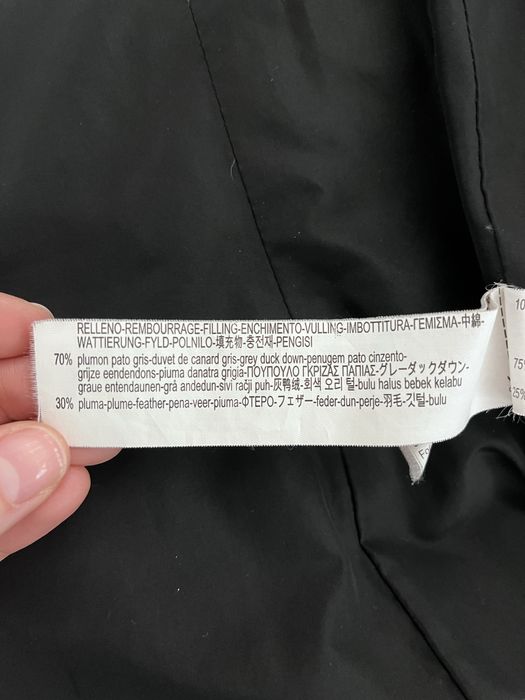 RELLENO-REMBOURRAGE-FILLING-ENCHIMENTO-VULLING-IMBOTTITURA-ΓΕΜΙΣΜΑ-中綿-
WATTIERUNG-FYLD-POLNILO-填充物-충전재-PENGISI
70% plumon pato gris-duvet de canard gris-grey duck down-penugem pato cinzento-
grijze eendendons-piuma danatra grigia-ΠΟΥΠΟΥΛΟ ΓΚΡΙΖΑΣ ΠΑΠΙΑΣ-グレーダックダウン-
graue entendaunen-grå andedun-sivi račji puh-灰鸭绒-회색 오리 털-bulu halus bebek kelabu
30% pluma-plume-feather-pena-veer-piuma-ΦΤΕΡΟ-フェザー-feder-dun-perje-羽毛-깃털-bulu
10
75%
25%
Fo